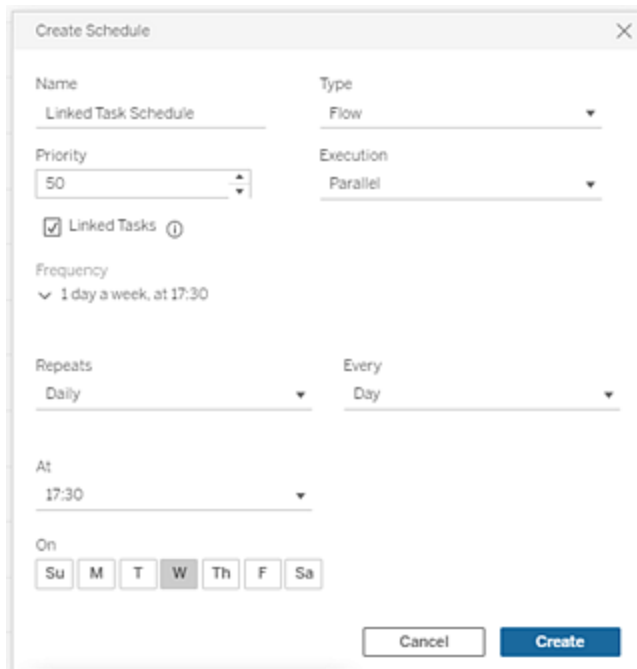 Create Schedule
Name
Type
Linked Task Schedule
Flow
Priority
Execution
50
Parallel
Linked Tasks
Frequency
1 day a week, at 17:30
Repeats
Every
Daily
Day
At
17:30
On
Su M T W Th F Sa
Cancel
Create